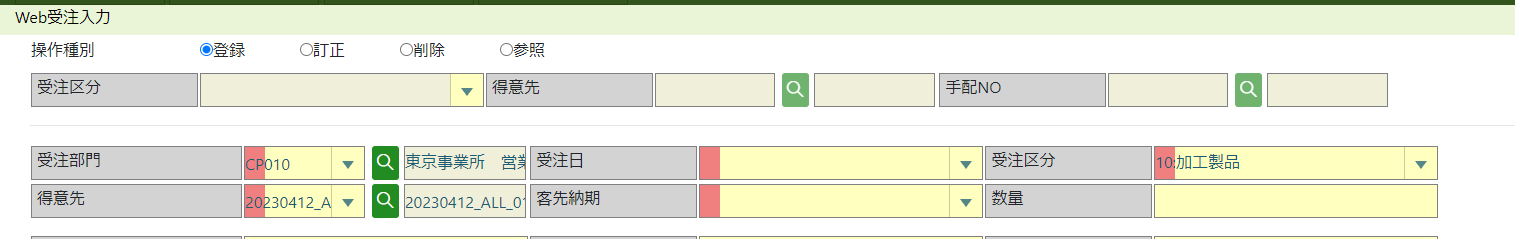 Web受注入力
操作種別 登録 訂正 削除 参照
受注区分 得意先 手配NO
受注部門 CP010 東京事業所 営業 受注日 受注区分 10:加工製品
得意先 20230412_A 20230412_ALL_01 客先納期 数量